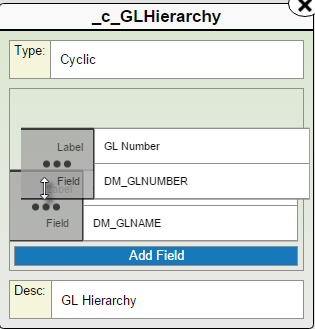 _c_GLHierarchy
Type: Cyclic
Label GL Number
Field DM_GLNUMBER
Label
Field DM_GLNAME
Add Field
Desc: GL Hierarchy